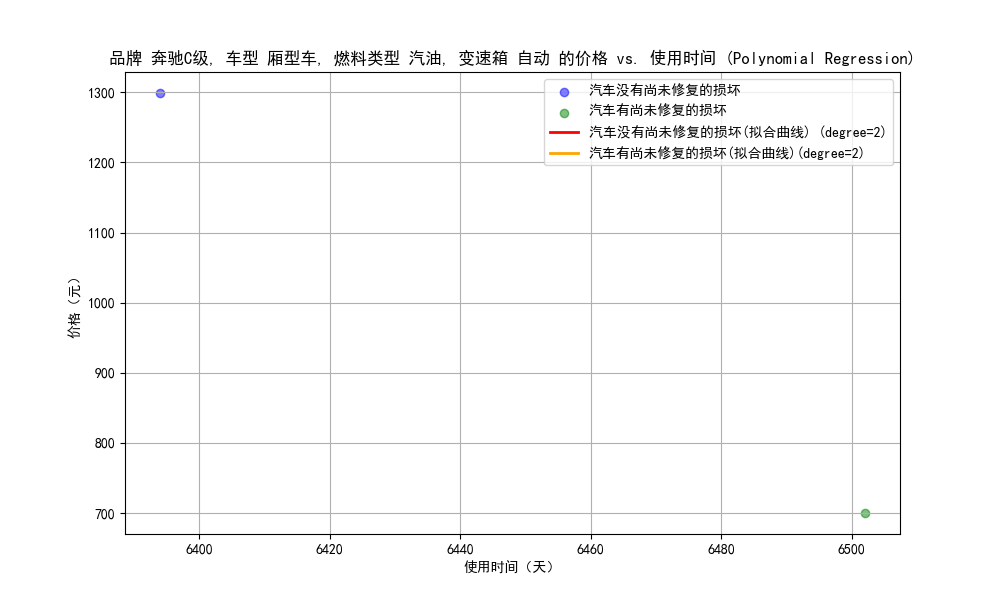 品牌 奔驰C级, 车型 厢型车, 燃料类型 汽油, 变速箱 自动 的价格 vs. 使用时间 (Polynomial Regression)
汽车没有尚未修复的损坏
汽车有尚未修复的损坏
汽车没有尚未修复的损坏(拟合曲线) (degree=2)
汽车有尚未修复的损坏(拟合曲线)(degree=2)
价格（元）
1300
1200
1100
1000
900
800
700
6400 6420 6440 6460 6480 6500
使用时间（天）